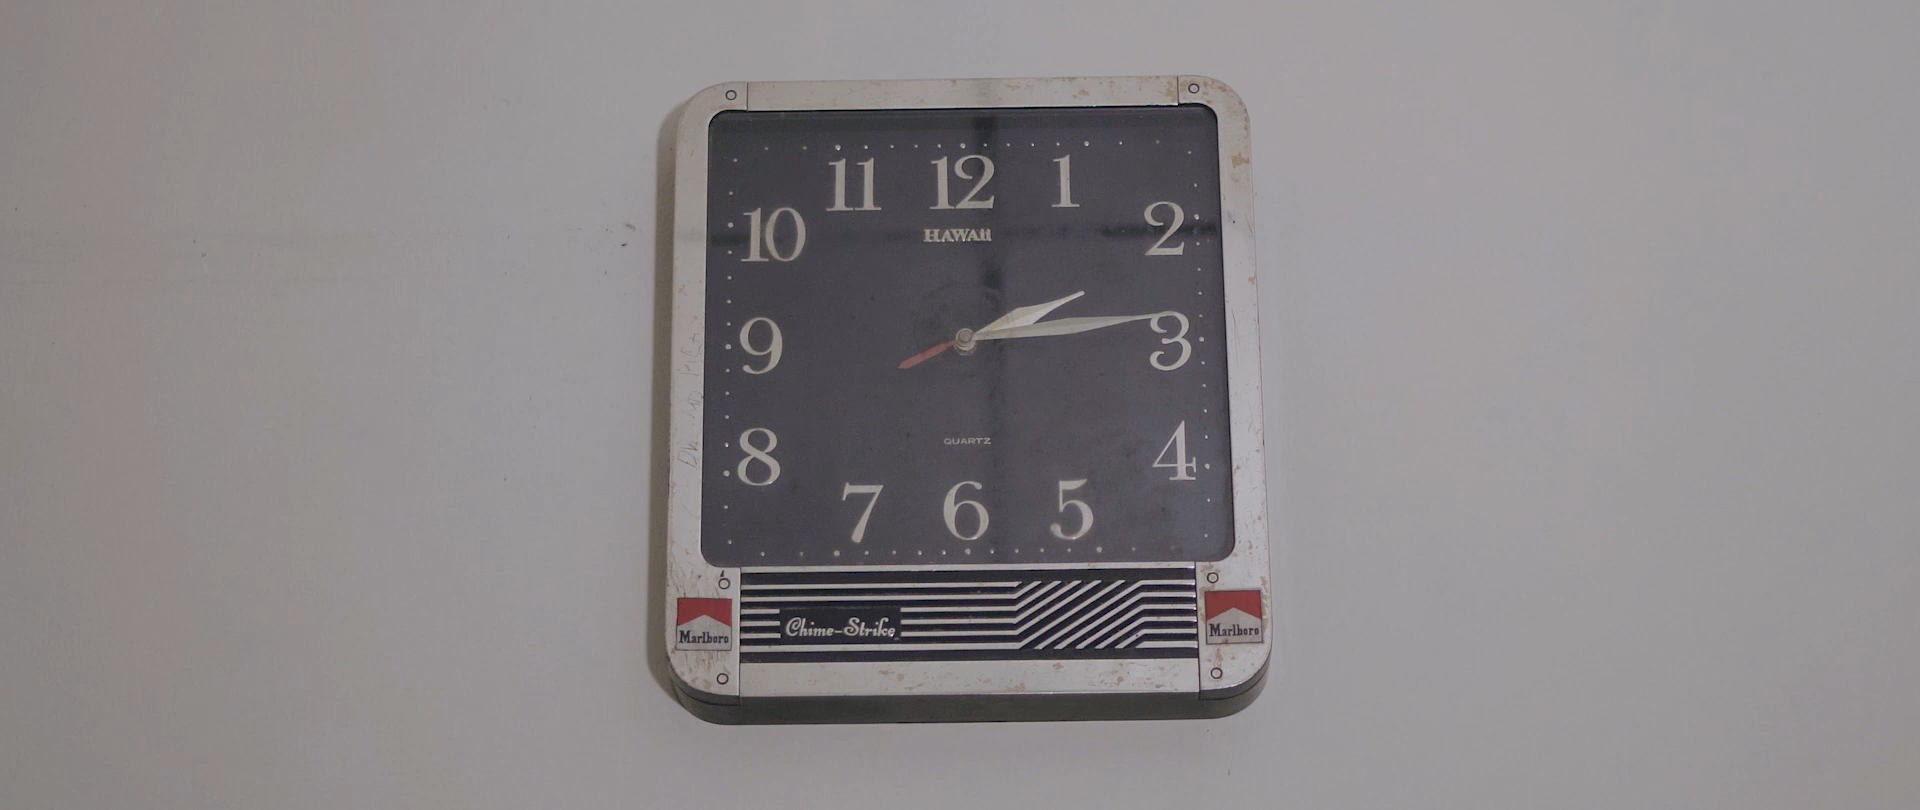 11 12 1
10 2
HAWAII
9 3
8 4
QUARTZ
7 6 5
Chime-Strike
Marlboro Marlboro